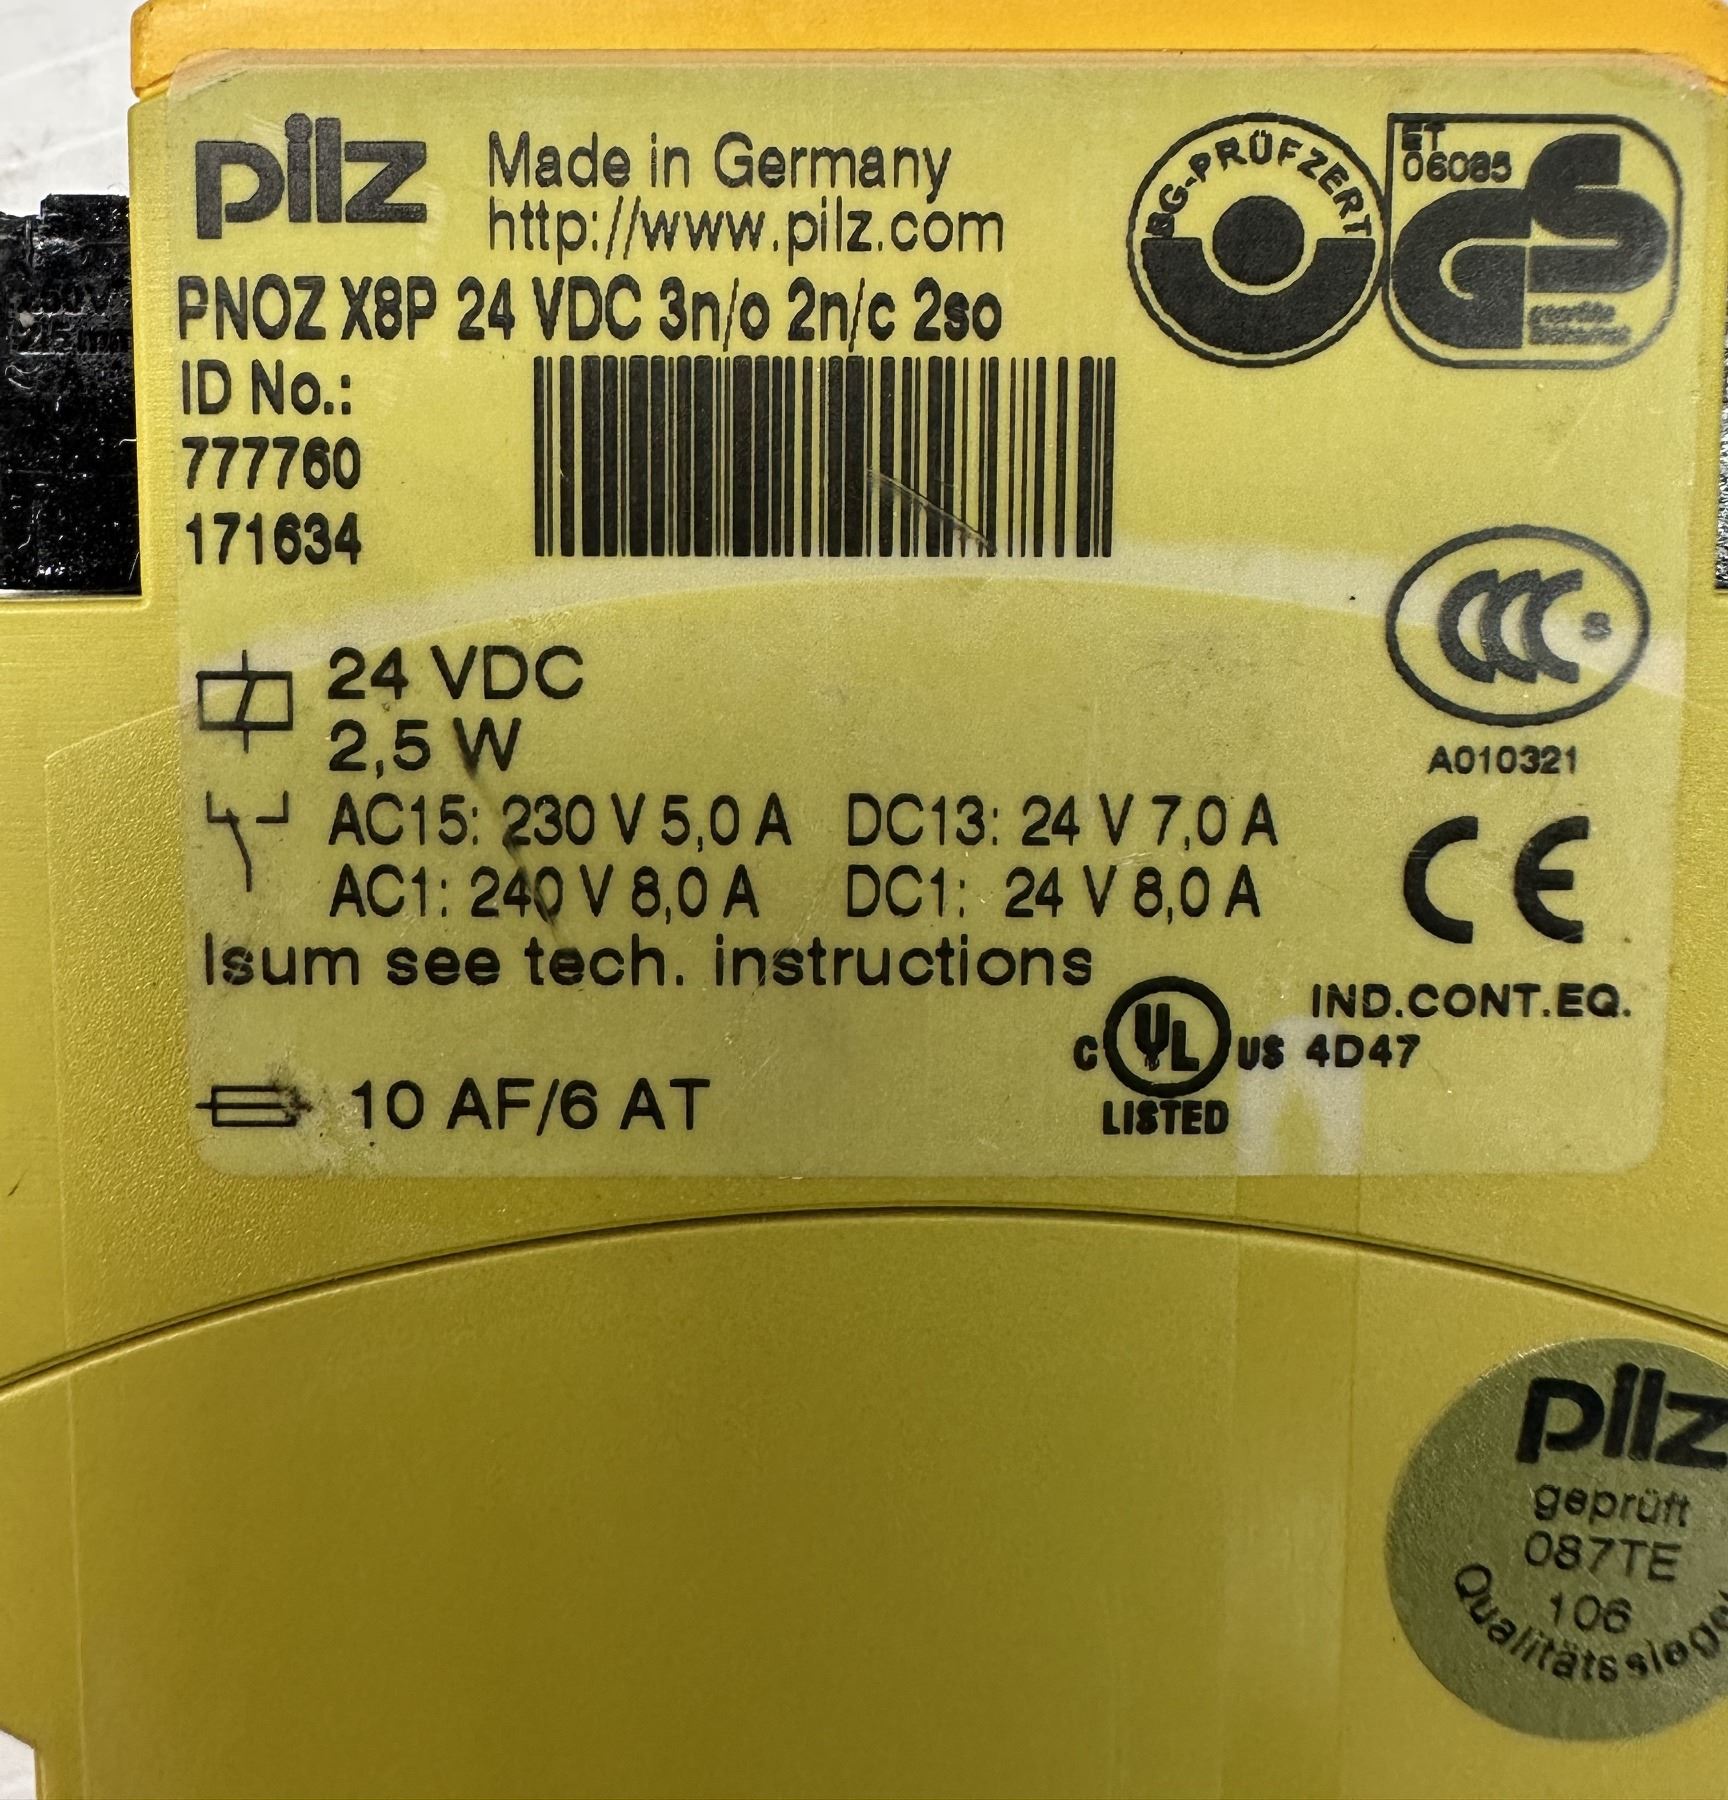 pilz
Made in Germany
http://www.pilz.com
BG-PRÜFZERT
ET
06085
GS
PNOZ X8P 24 VDC 3n/o 2n/c 2so
ID No.:
777760
171634
CCC S
A010321
24 VDC
2,5 W
AC15: 230 V 5,0 A DC13: 24 V 7,0 A
AC1: 240 V 8,0 A DC1: 24 V 8,0 A
CE
Isum see tech. instructions
IND.CONT.EQ.
C UL US 4D47
LISTED
10 AF/6 AT
pilz
geprüft
087TE
106